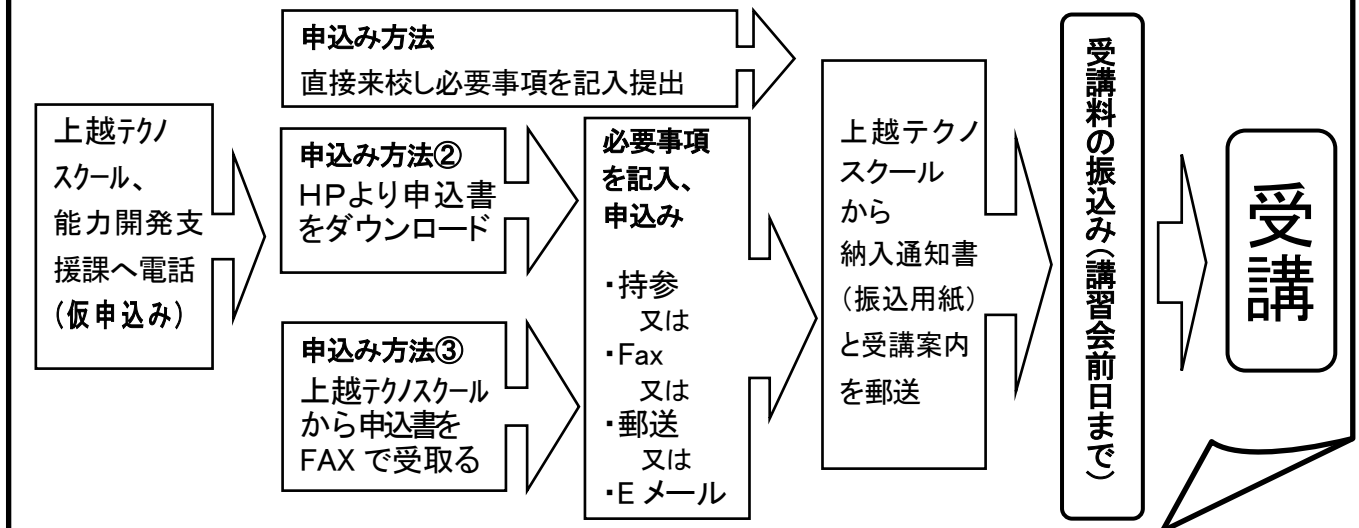 上越テクノ
スクール、
能力開発支
援課へ電話
(仮申込み)
申込み方法
直接来校し必要事項を記入提出
申込み方法②
HPより申込書
をダウンロード
申込み方法③
上越テクノスクール
から申込書を
FAX で受取る
必要事項
を記入、
申込み
・持参
又は
・Fax
又は
・郵送
又は
・E メール
上越テクノ
スクール
から
納入通知書
（振込用紙）
と受講案内
を郵送
受講料の振込み（講習会前日まで）
受講